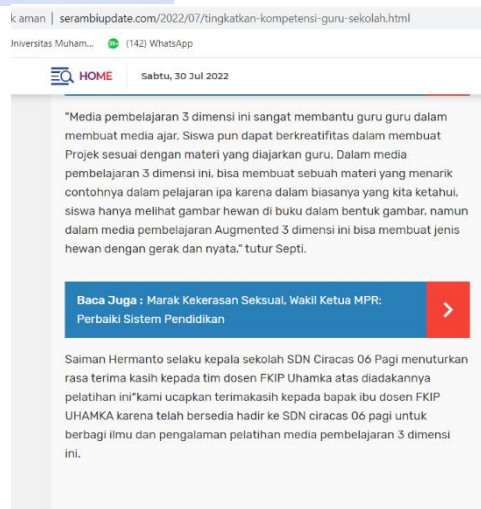 k aman | serambiupdate.com/2022/07/tingkatkan-kompetensi-guru-sekolah.html
Universitas Muham... 99+ (142) WhatsApp
HOME Sabtu, 30 Jul 2022
"Media pembelajaran 3 dimensi ini sangat membantu guru guru dalam
membuat media ajar. Siswa pun dapat berkreatifitas dalam membuat
Projek sesuai dengan materi yang diajarkan guru. Dalam media
pembelajaran 3 dimensi ini, bisa membuat sebuah materi yang menarik
contohnya dalam pelajaran ipa karena dalam biasanya yang kita ketahui,
siswa hanya melihat gambar hewan di buku dalam bentuk gambar, namun
dalam media pembelajaran Augmented 3 dimensi ini bisa membuat jenis
hewan dengan gerak dan nyata," tutur Septi.
Baca Juga : Marak Kekerasan Seksual, Wakil Ketua MPR:
Perbaiki Sistem Pendidikan
Saiman Hermanto selaku kepala sekolah SDN Ciracas 06 Pagi menuturkan
rasa terima kasih kepada tim dosen FKIP Uhamka atas diadakannya
pelatihan ini"kami ucapkan terimakasih kepada bapak ibu dosen FKIP
UHAMKA karena telah bersedia hadir ke SDN ciracas 06 pagi untuk
berbagi ilmu dan pengalaman pelatihan media pembelajaran 3 dimensi
ini.